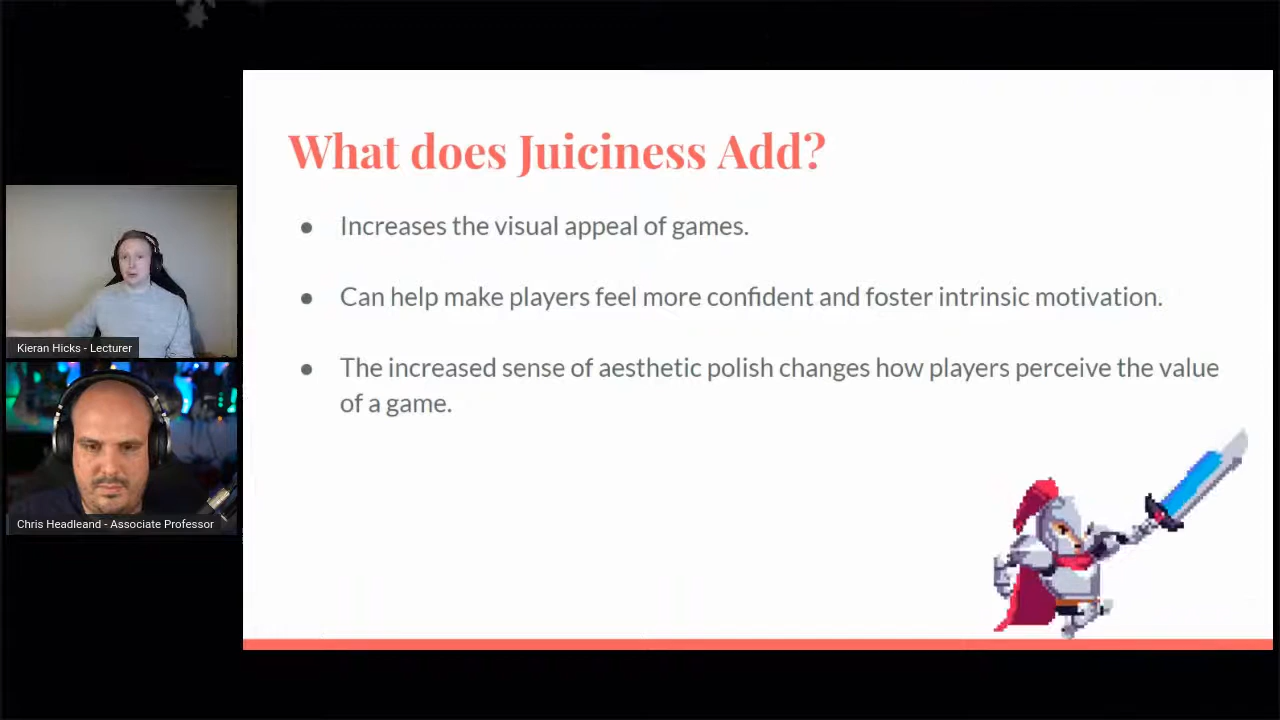 What does Juiciness Add?
● Increases the visual appeal of games.
● Can help make players feel more confident and foster intrinsic motivation.
● The increased sense of aesthetic polish changes how players perceive the value
of a game.
Kieran Hicks - Lecturer
Chris Headleand - Associate Professor